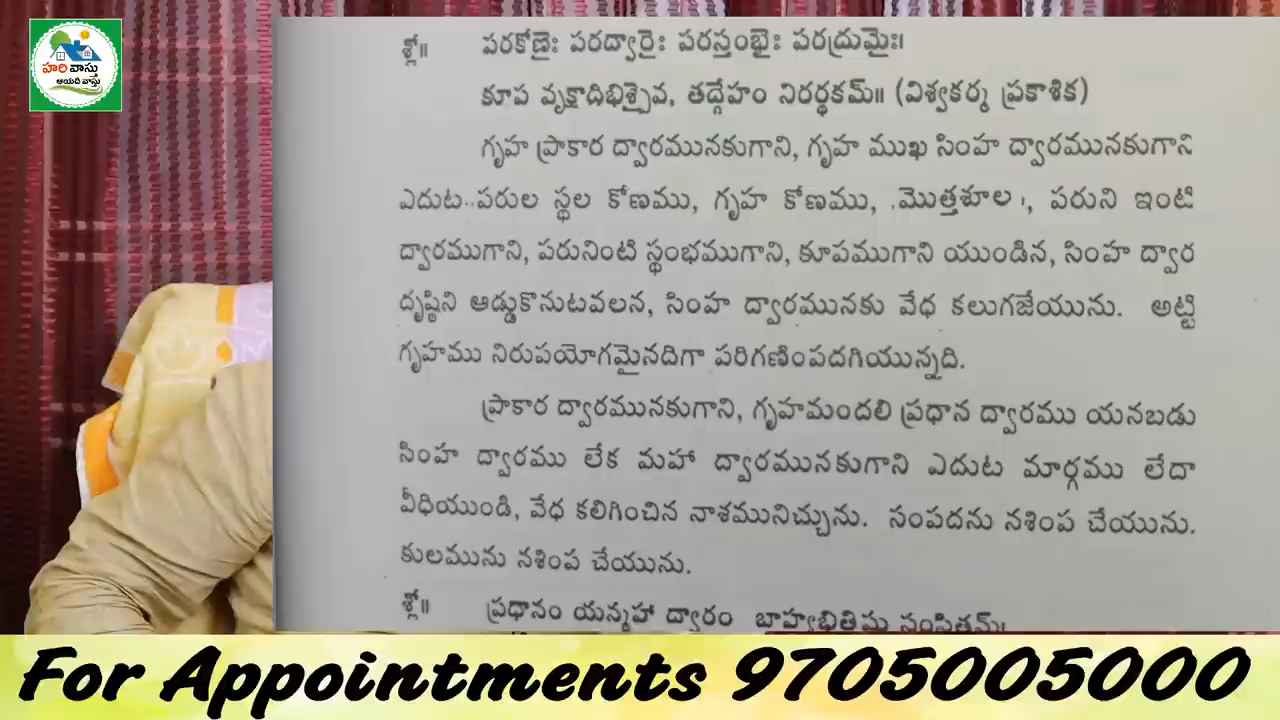 హరి వాస్తు
ఆయది వాస్తు
శ్లో॥ పరకోణైః పరద్వారైః పరస్తంభైః పరద్రుమైః।
కూప వృక్షాదిభిశ్చైవ, తద్గేహం నిరర్థకమ్॥ (విశ్వకర్మ ప్రకాశిక)
గృహ ప్రాకార ద్వారమునకుగాని, గృహ ముఖ సింహ ద్వారమునకుగాని
ఎదుట పరుల స్థల కోణము, గృహ కోణము, మొత్తశూల, పరుని ఇంటి
ద్వారముగాని, పరునింటి స్థంభముగాని, కూపముగాని యుండిన, సింహ ద్వార
దృష్టిని ఆడ్డుకొనుటవలన, సింహ ద్వారమునకు వేధ కలుగజేయును. అట్టి
గృహము నిరుపయోగమైనదిగా పరిగణింపదగియున్నది.
ప్రాకార ద్వారమునకుగాని, గృహమందలి ప్రధాన ద్వారము యనబడు
సింహ ద్వారము లేక మహా ద్వారమునకుగాని ఎదుట మార్గము లేదా
వీధియుండి, వేధ కలిగించిన నాశమునిచ్చును. సంపదను నశింప చేయును.
కులమును నశింప చేయును.
శ్లో॥ ప్రధానం యన్మహా ద్వారం
For Appointments 9705005000